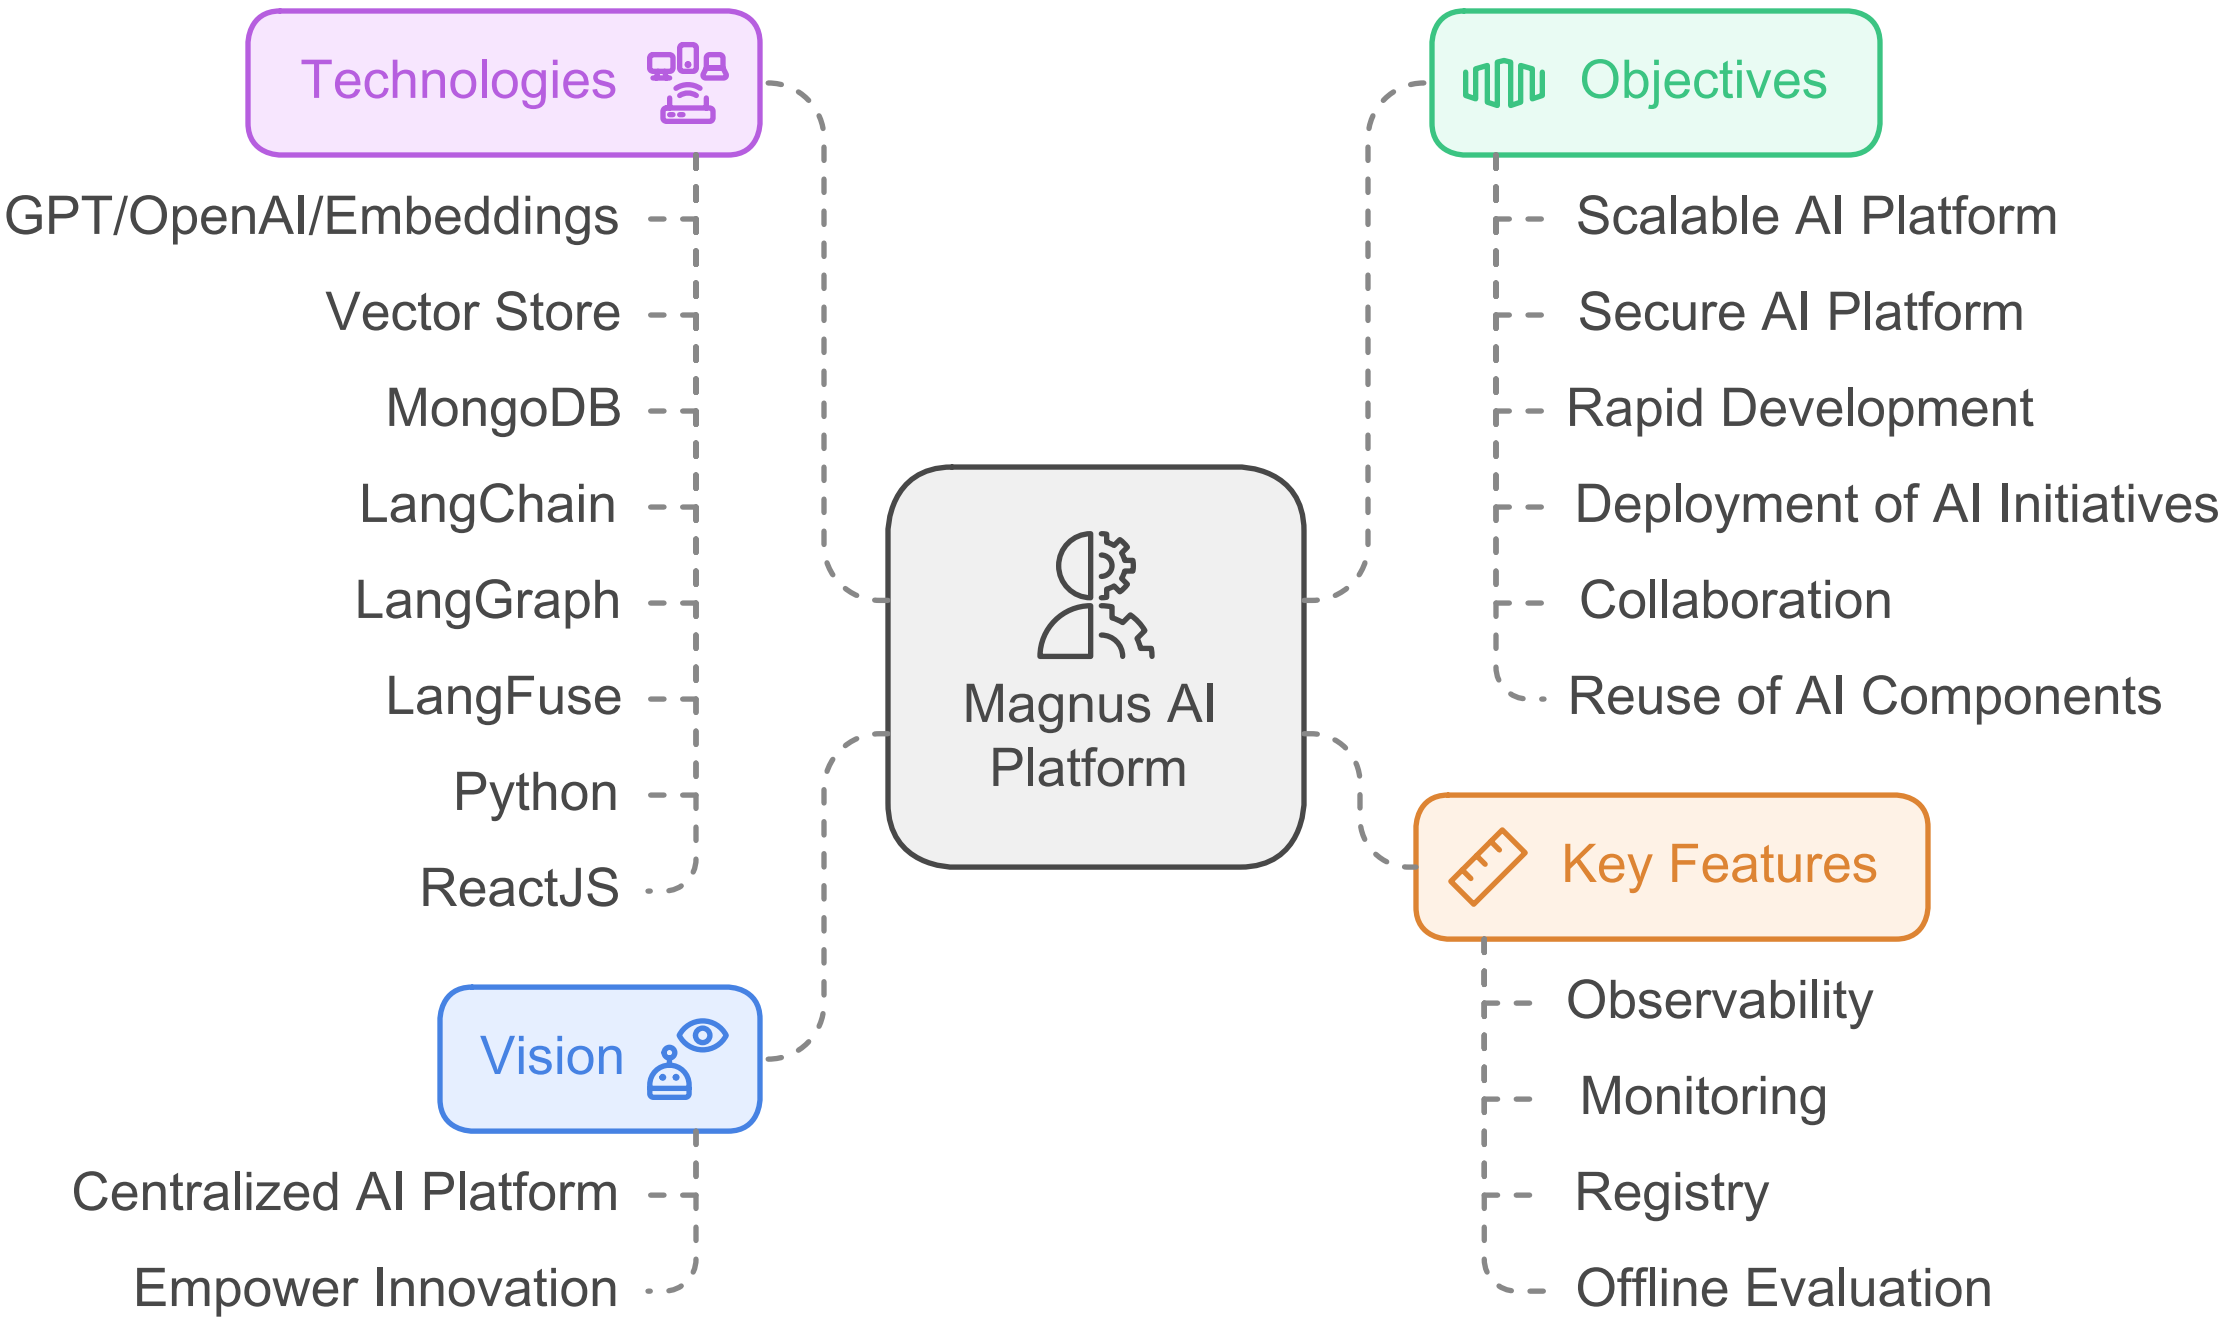 Technologies
GPT/OpenAI/Embeddings
Vector Store
MongoDB
LangChain
LangGraph
LangFuse
Python
ReactJS
Vision
Centralized AI Platform
Empower Innovation
Magnus AI
Platform
Objectives
Scalable AI Platform
Secure AI Platform
Rapid Development
Deployment of AI Initiatives
Collaboration
Reuse of AI Components
Key Features
Observability
Monitoring
Registry
Offline Evaluation